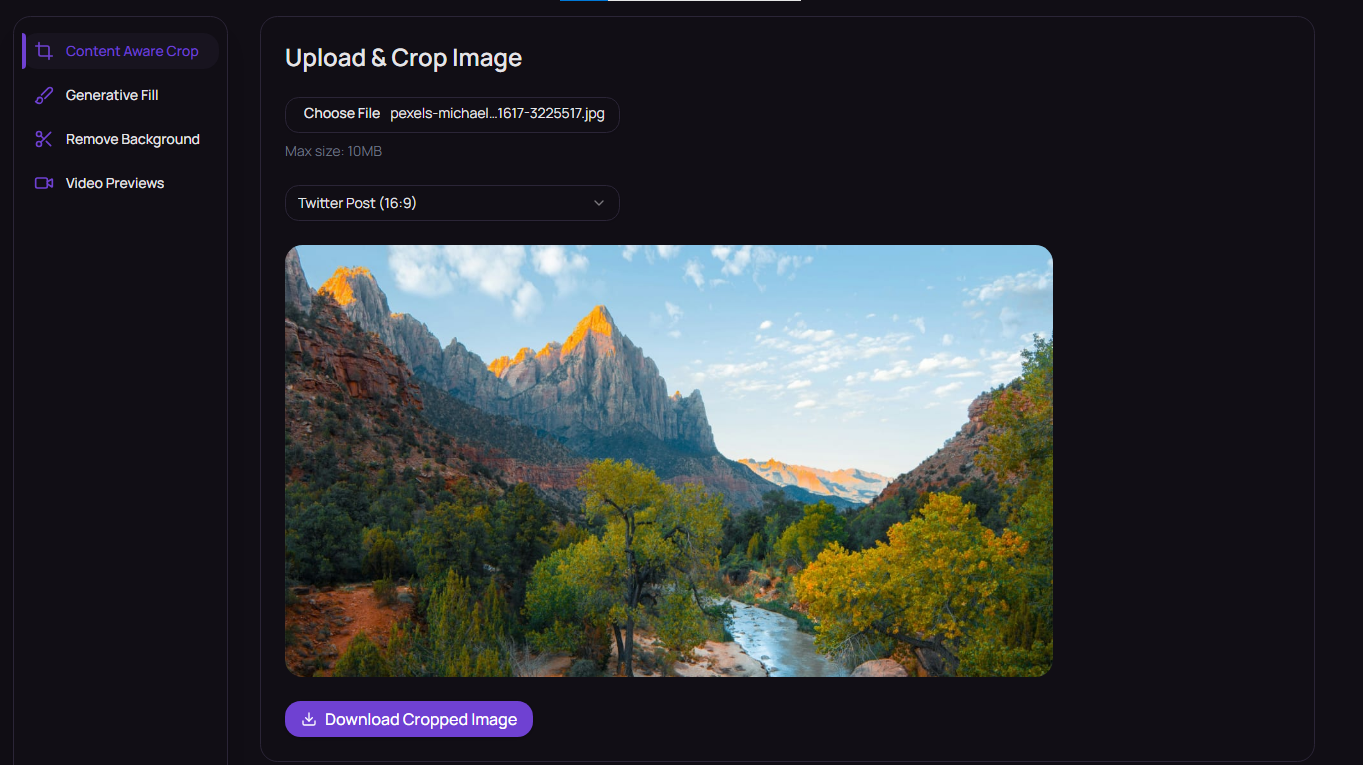 Content Aware Crop
Generative Fill
Remove Background
Video Previews
Upload & Crop Image
Choose File pexels-michael...1617-3225517.jpg
Max size: 10MB
Twitter Post (16:9)
Download Cropped Image